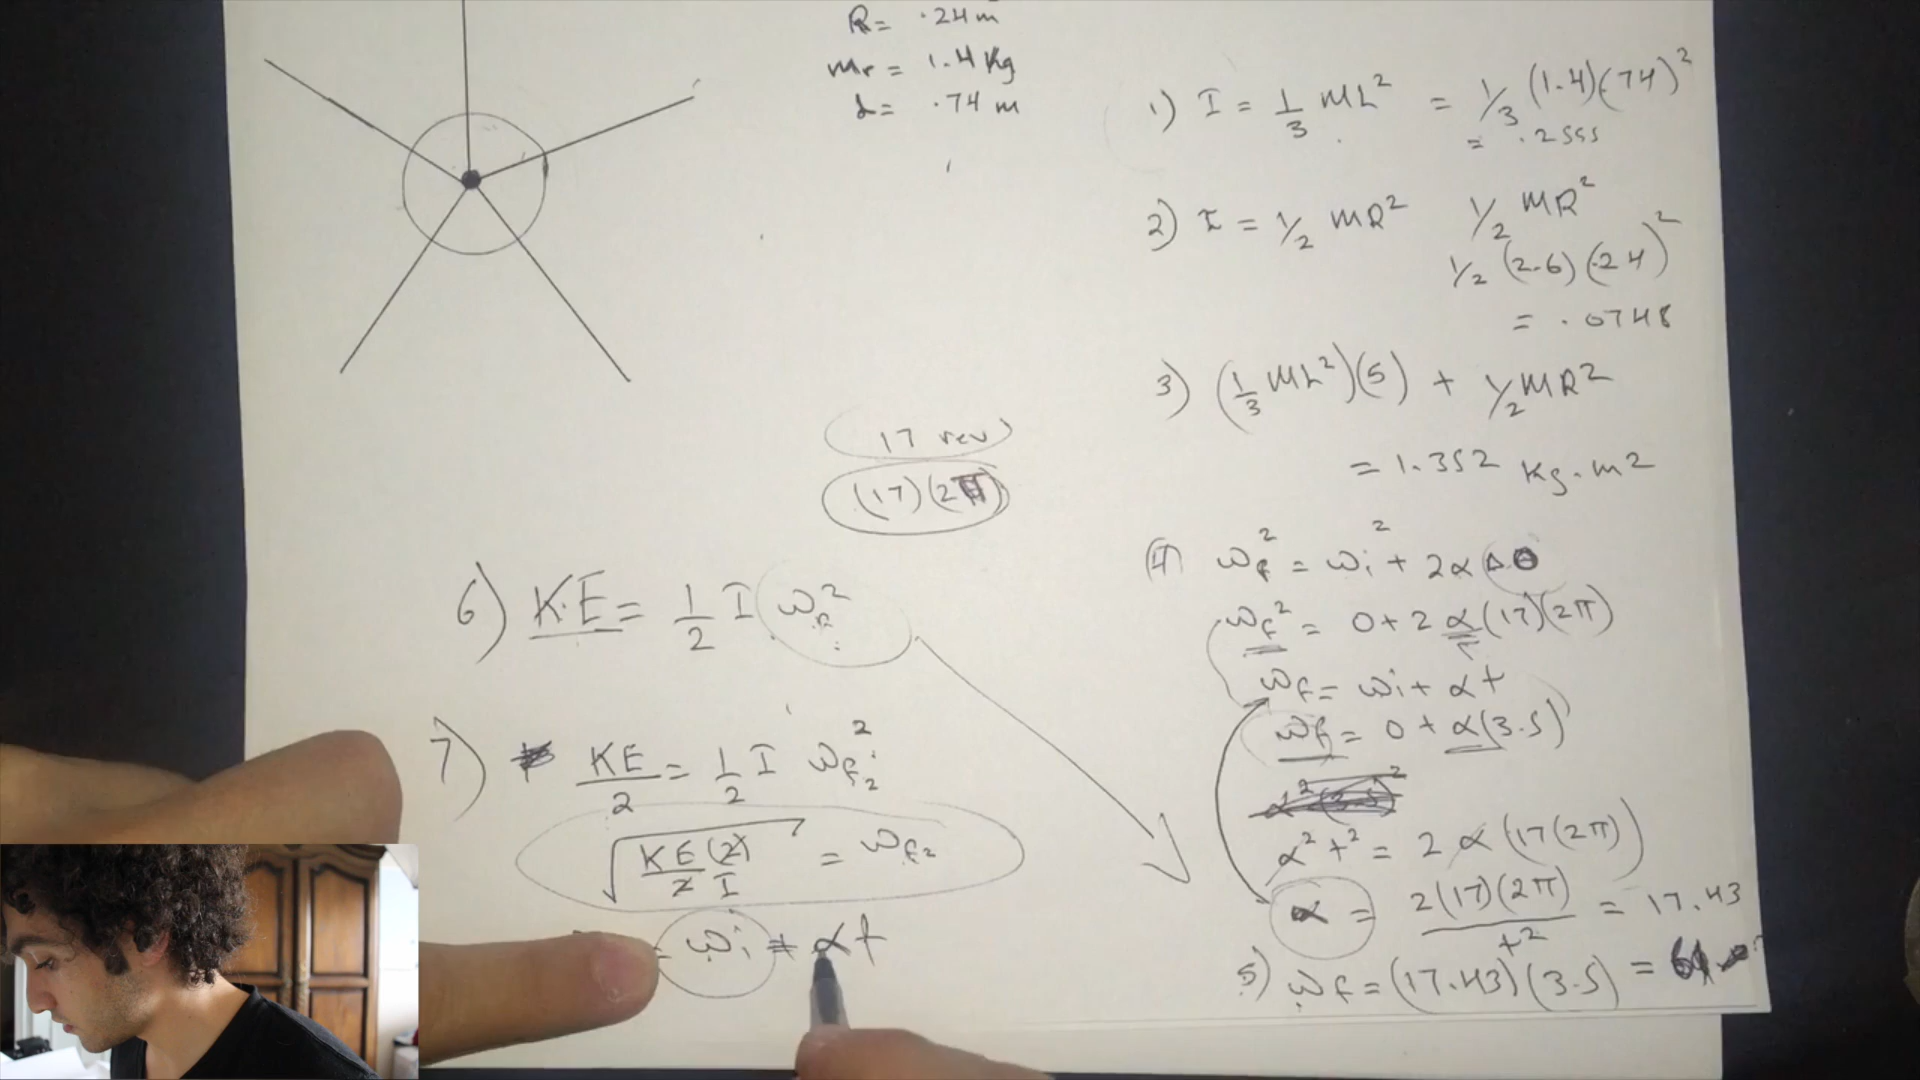 R = .24 m
mr = 1.4 Kg
L = .74 m
17 rev
(17)(2π)
6) K.E = 1/2 I ωf²
7) KE/2 = 1/2 I ωf₂²
√(KE(2)/2 I) = ωf₂
= ωi + αt
1) I = 1/3 ML² = 1/3 (1.4)(.74)²
= .2555
2) I = 1/2 MR² 1/2 MR²
1/2 (2.6)(.24)²
= .0748
3) (1/3 ML²)(5) + 1/2 MR²
= 1.352 Kg.m2
4) ωf² = ωi² + 2α Δθ
ωf² = 0 + 2 α (17)(2π)
ωf = ωi + αt
ωf = 0 + α(3.5)
α² t² = 2 α (17(2π))
α = 2(17)(2π)/t² = 17.43
5) ωf = (17.43)(3.5) =